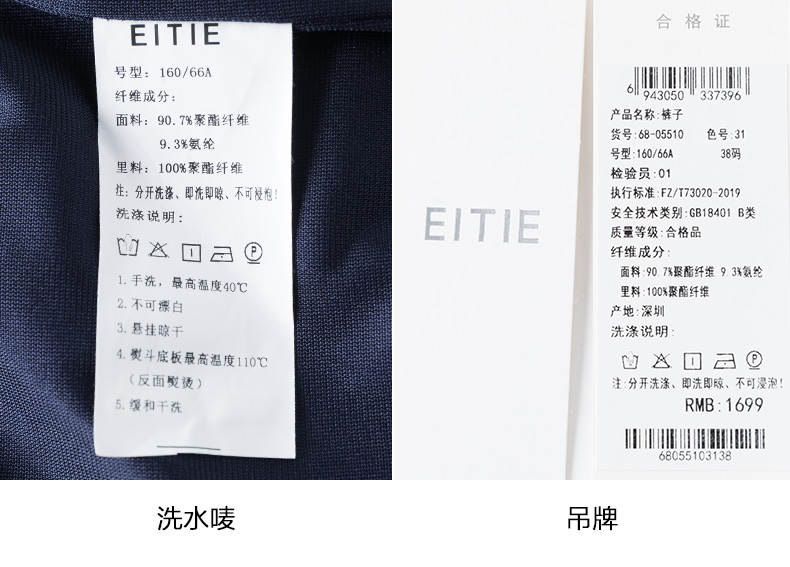 EITIE
号型：160/66A
纤维成分：
面料：90.7%聚酯纤维
9.3%氨纶
里料：100%聚酯纤维
注：分开洗涤、即洗即晾、不可浸泡!
洗涤说明：
P
1.手洗，最高温度40℃
2.不可漂白
3.悬挂晾干
4.熨斗底板最高温度110℃
（反面熨烫）
5.缓和干洗
洗水唛
EITIE
合格证
6 943050 337396
产品名称:裤子
货号:68-05510 色号:31
号型:160/66A 38码
检验员:01
执行标准:FZ/T73020-2019
安全技术类别:GB18401 B类
质量等级:合格品
纤维成分:
面料:90.7%聚酯纤维 9.3%氨纶
里料:100%聚酯纤维
产地:深圳
洗涤说明:
P
注:分开洗涤、即洗即晾、不可浸泡!
RMB:1699
68055103138
吊牌